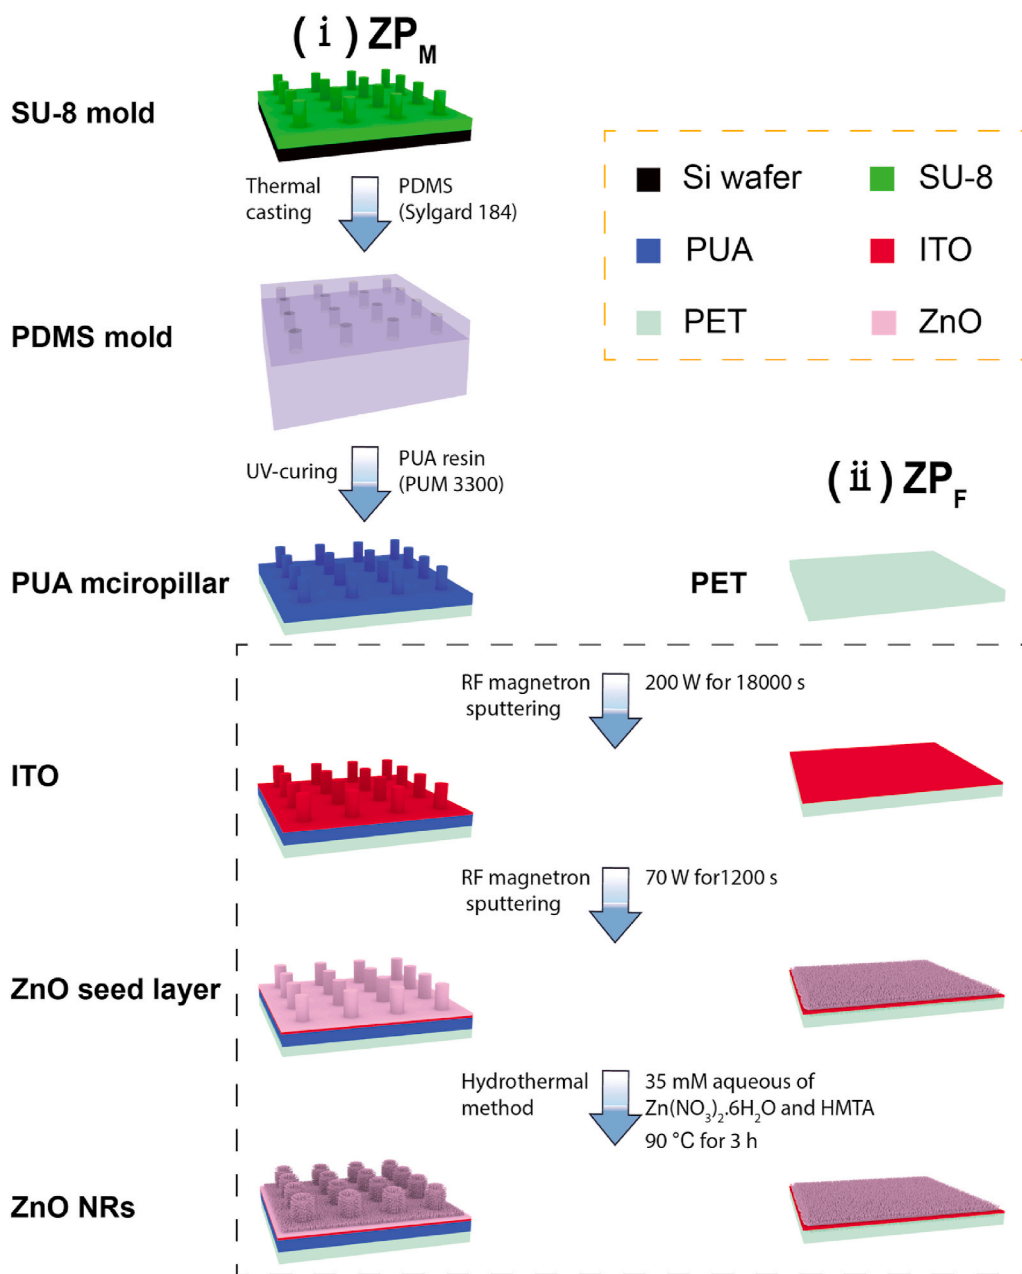 (ⅰ) ZP_M
SU-8 mold
Thermal
casting
PDMS
(Sylgard 184)
Si wafer
SU-8
PUA
ITO
PET
ZnO
PDMS mold
UV-curing
PUA resin
(PUM 3300)
(ⅱ) ZP_F
PUA mciropillar
PET
RF magnetron
sputtering
200 W for 18000 s
ITO
RF magnetron
sputtering
70 W for1200 s
ZnO seed layer
Hydrothermal
method
35 mM aqueous of
Zn(NO₃)₂.6H₂O and HMTA
90 °C for 3 h
ZnO NRs